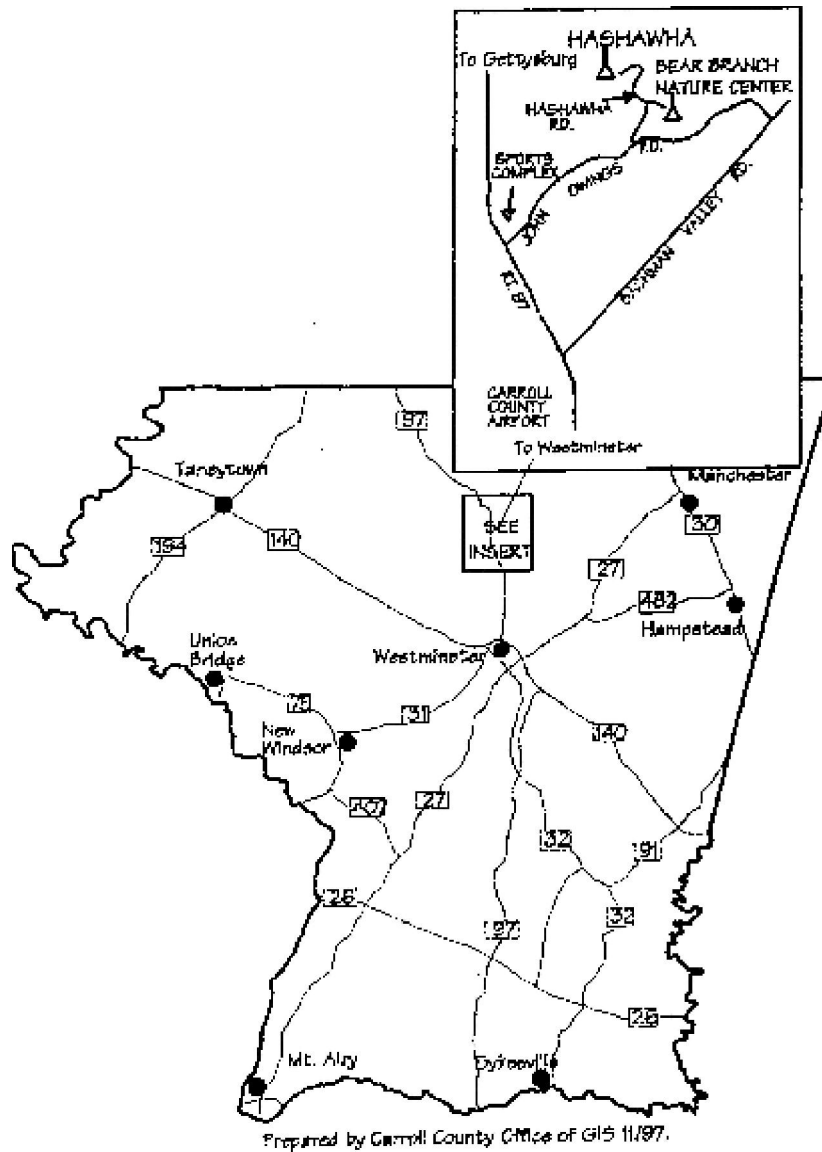 HASHAWHA
To Gettysburg
BEAR BRANCH
NATURE CENTER
HASHAWHA
RD.
SPORTS
COMPLEX
JOHN OWINGS RD.
BACHMAN VALLEY RD.
RT. 97
CARROLL
COUNTY
AIRPORT
To Westminster
97
Taneytown
Manchester
SEE
INSERT
30
194
140
27
482
Hampstead
Union
Bridge
Westminster
75
31
New
Windsor
140
27
407
32
91
26
97
32
26
Mt. Airy
Sykesville
Prepared by Carroll County Office of GIS 11/97.